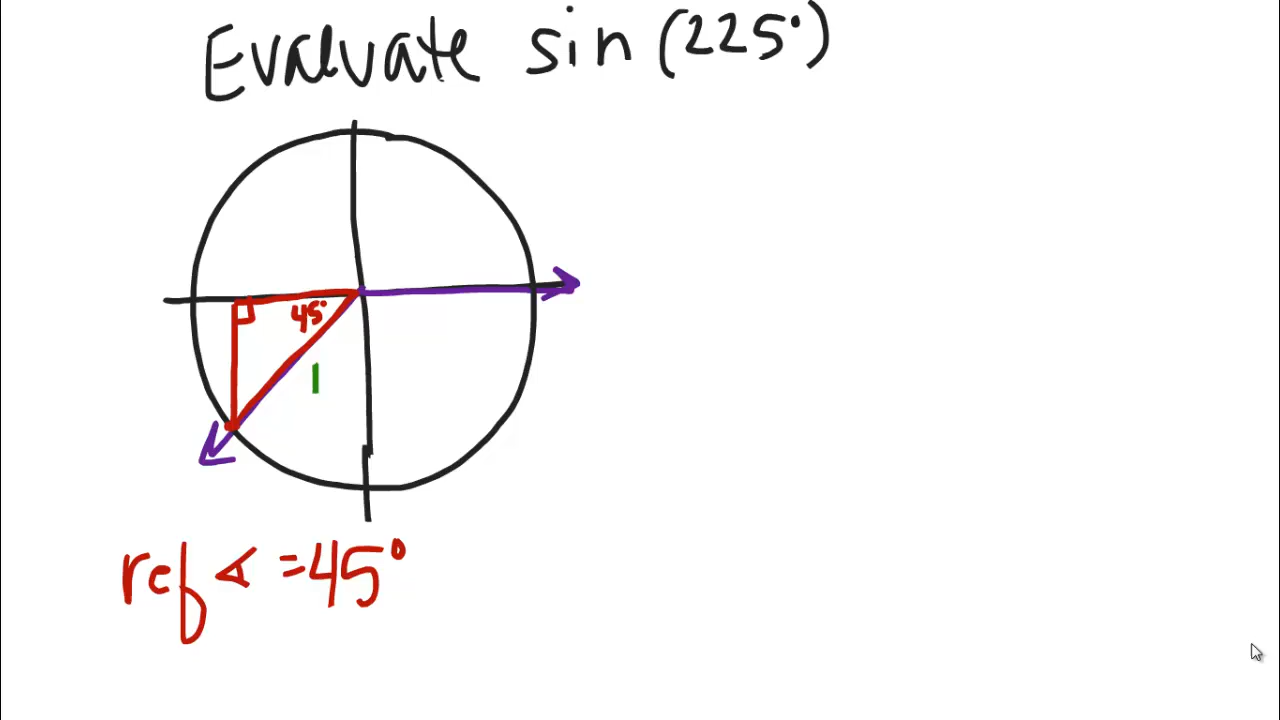 Evaluate sin (225°)
45°
1
ref ∢ = 45°